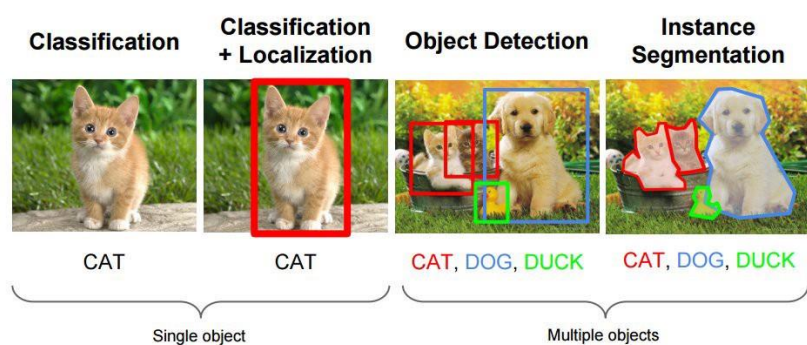 Classification
Classification
+ Localization
Object Detection
Instance
Segmentation
CAT
CAT
CAT, DOG, DUCK
CAT, DOG, DUCK
Single object
Multiple objects